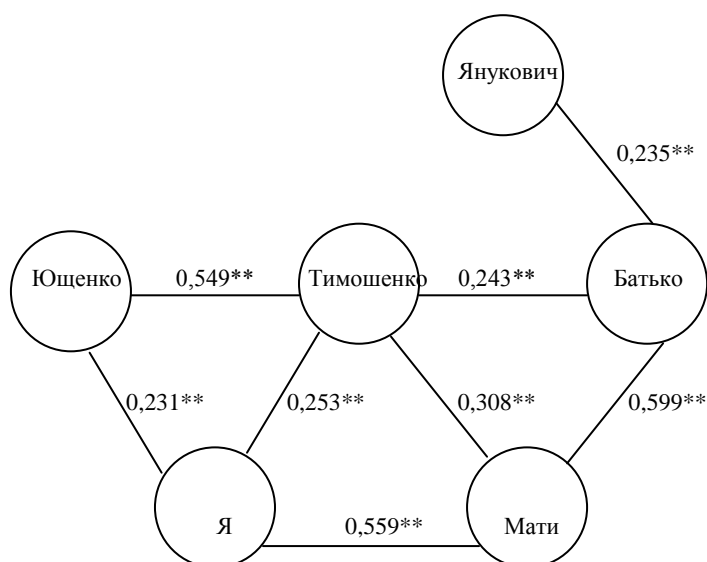 Янукович
0,235**
Ющенко
0,549**
Тимошенко
0,243**
Батько
0,231**
0,253**
0,308**
0,599**
Я
0,559**
Мати